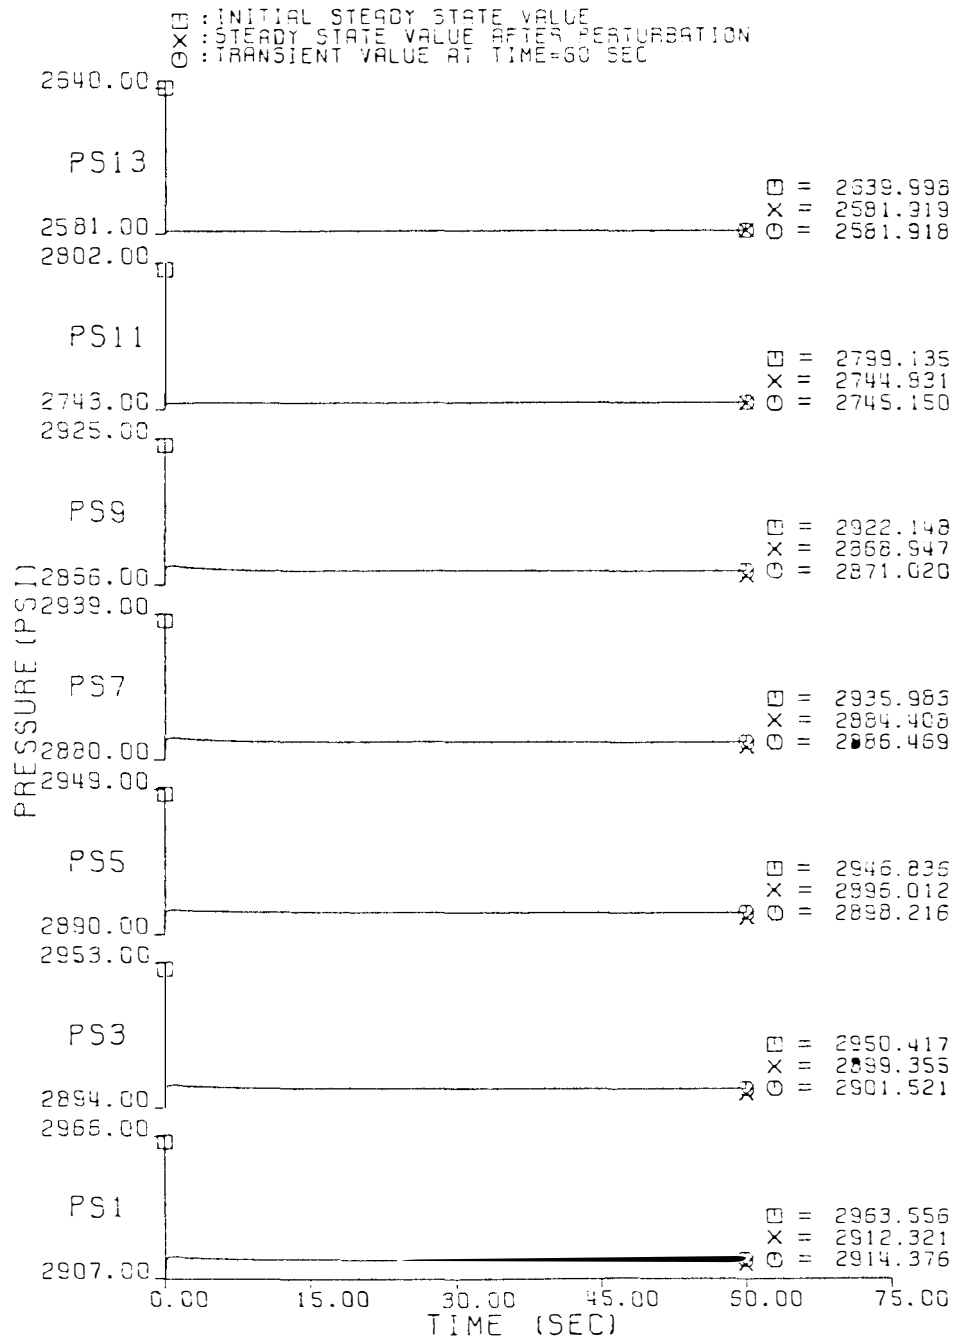 : INITIAL STEADY STATE VALUE
X : STEADY STATE VALUE AFTER PERTURBATION
: TRANSIENT VALUE AT TIME=60 SEC
2640.00
PS13
2581.00
= 2639.998
X = 2581.919
= 2581.918
2802.00
PS11
2743.00
= 2799.135
X = 2744.931
= 2745.150
2925.00
PS9
2866.00
= 2922.148
X = 2868.947
= 2871.020
2939.00
PS7
2880.00
= 2935.983
X = 2884.408
= 2886.469
2949.00
PS5
2890.00
= 2946.836
X =
= 2898.216
2953.00
PS3
2894.00
= 2950.417
X = 2899.355
= 2901.521
2966.00
PS1
2907.00
= 2963.556
X = 2912.321
= 2914.376
PRESSURE (PSI)
0.00 15.00 30.00 45.00 60.00 75.00
TIME (SEC)